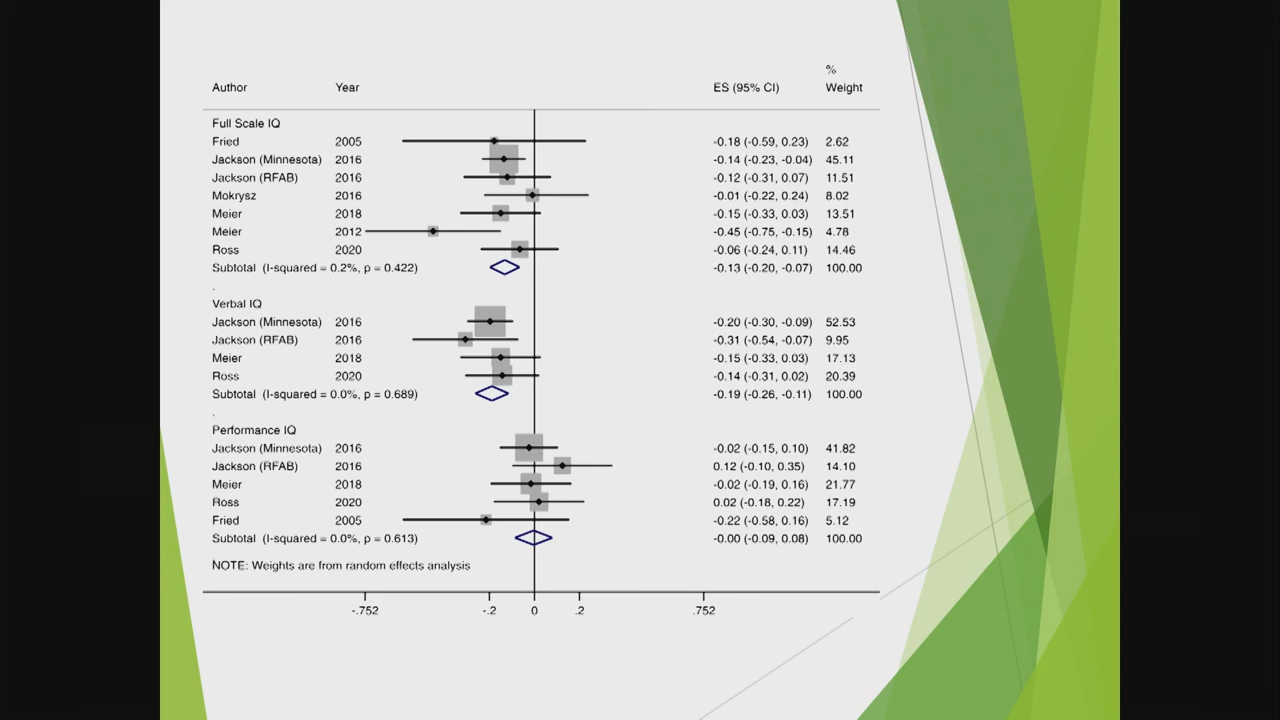 %
Author Year ES (95% CI) Weight
Full Scale IQ
Fried 2005 -0.18 (-0.59, 0.23) 2.62
Jackson (Minnesota) 2016 -0.14 (-0.23, -0.04) 45.11
Jackson (RFAB) 2016 -0.12 (-0.31, 0.07) 11.51
Mokrysz 2016 -0.01 (-0.22, 0.24) 8.02
Meier 2018 -0.15 (-0.33, 0.03) 13.51
Meier 2012 -0.45 (-0.75, -0.15) 4.78
Ross 2020 -0.06 (-0.24, 0.11) 14.46
Subtotal (I-squared = 0.2%, p = 0.422) -0.13 (-0.20, -0.07) 100.00
.
Verbal IQ
Jackson (Minnesota) 2016 -0.20 (-0.30, -0.09) 52.53
Jackson (RFAB) 2016 -0.31 (-0.54, -0.07) 9.95
Meier 2018 -0.15 (-0.33, 0.03) 17.13
Ross 2020 -0.14 (-0.31, 0.02) 20.39
Subtotal (I-squared = 0.0%, p = 0.689) -0.19 (-0.26, -0.11) 100.00
.
Performance IQ
Jackson (Minnesota) 2016 -0.02 (-0.15, 0.10) 41.82
Jackson (RFAB) 2016 0.12 (-0.10, 0.35) 14.10
Meier 2018 -0.02 (-0.19, 0.16) 21.77
Ross 2020 0.02 (-0.18, 0.22) 17.19
Fried 2005 -0.22 (-0.58, 0.16) 5.12
Subtotal (I-squared = 0.0%, p = 0.613) -0.00 (-0.09, 0.08) 100.00
NOTE: Weights are from random effects analysis
-.752 -.2 0 .2 .752